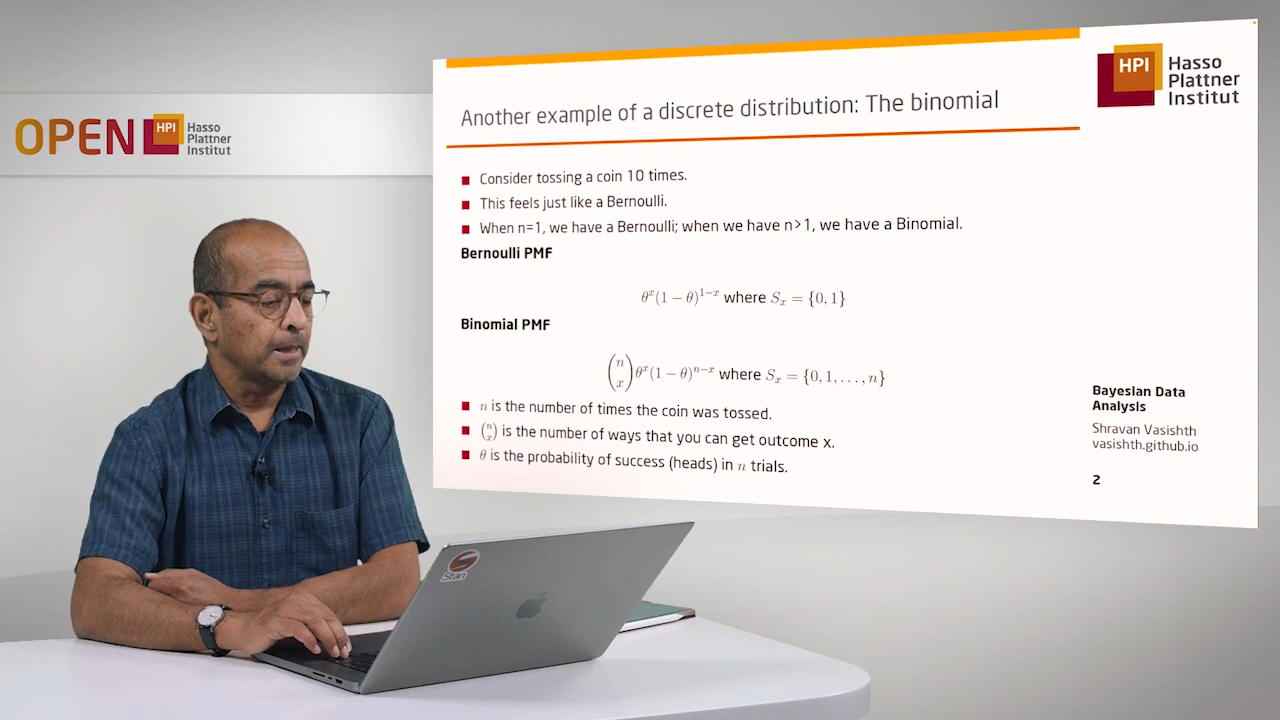 OPEN HPI Hasso
Plattner
Institut
HPI Hasso
Plattner
Institut
Another example of a discrete distribution: The binomial
■ Consider tossing a coin 10 times.
■ This feels just like a Bernoulli.
■ When n=1, we have a Bernoulli; when we have n>1, we have a Binomial.
Bernoulli PMF
θ^x(1 − θ)^{1−x} where S_x = {0, 1}
Binomial PMF
\binom{n}{x}θ^x(1 − θ)^{n−x} where S_x = {0, 1, . . . , n}
■ n is the number of times the coin was tossed.
■ \binom{n}{x} is the number of ways that you can get outcome x.
■ θ is the probability of success (heads) in n trials.
Bayesian Data
Analysis
Shravan Vasishth
vasishth.github.io
2
Stan